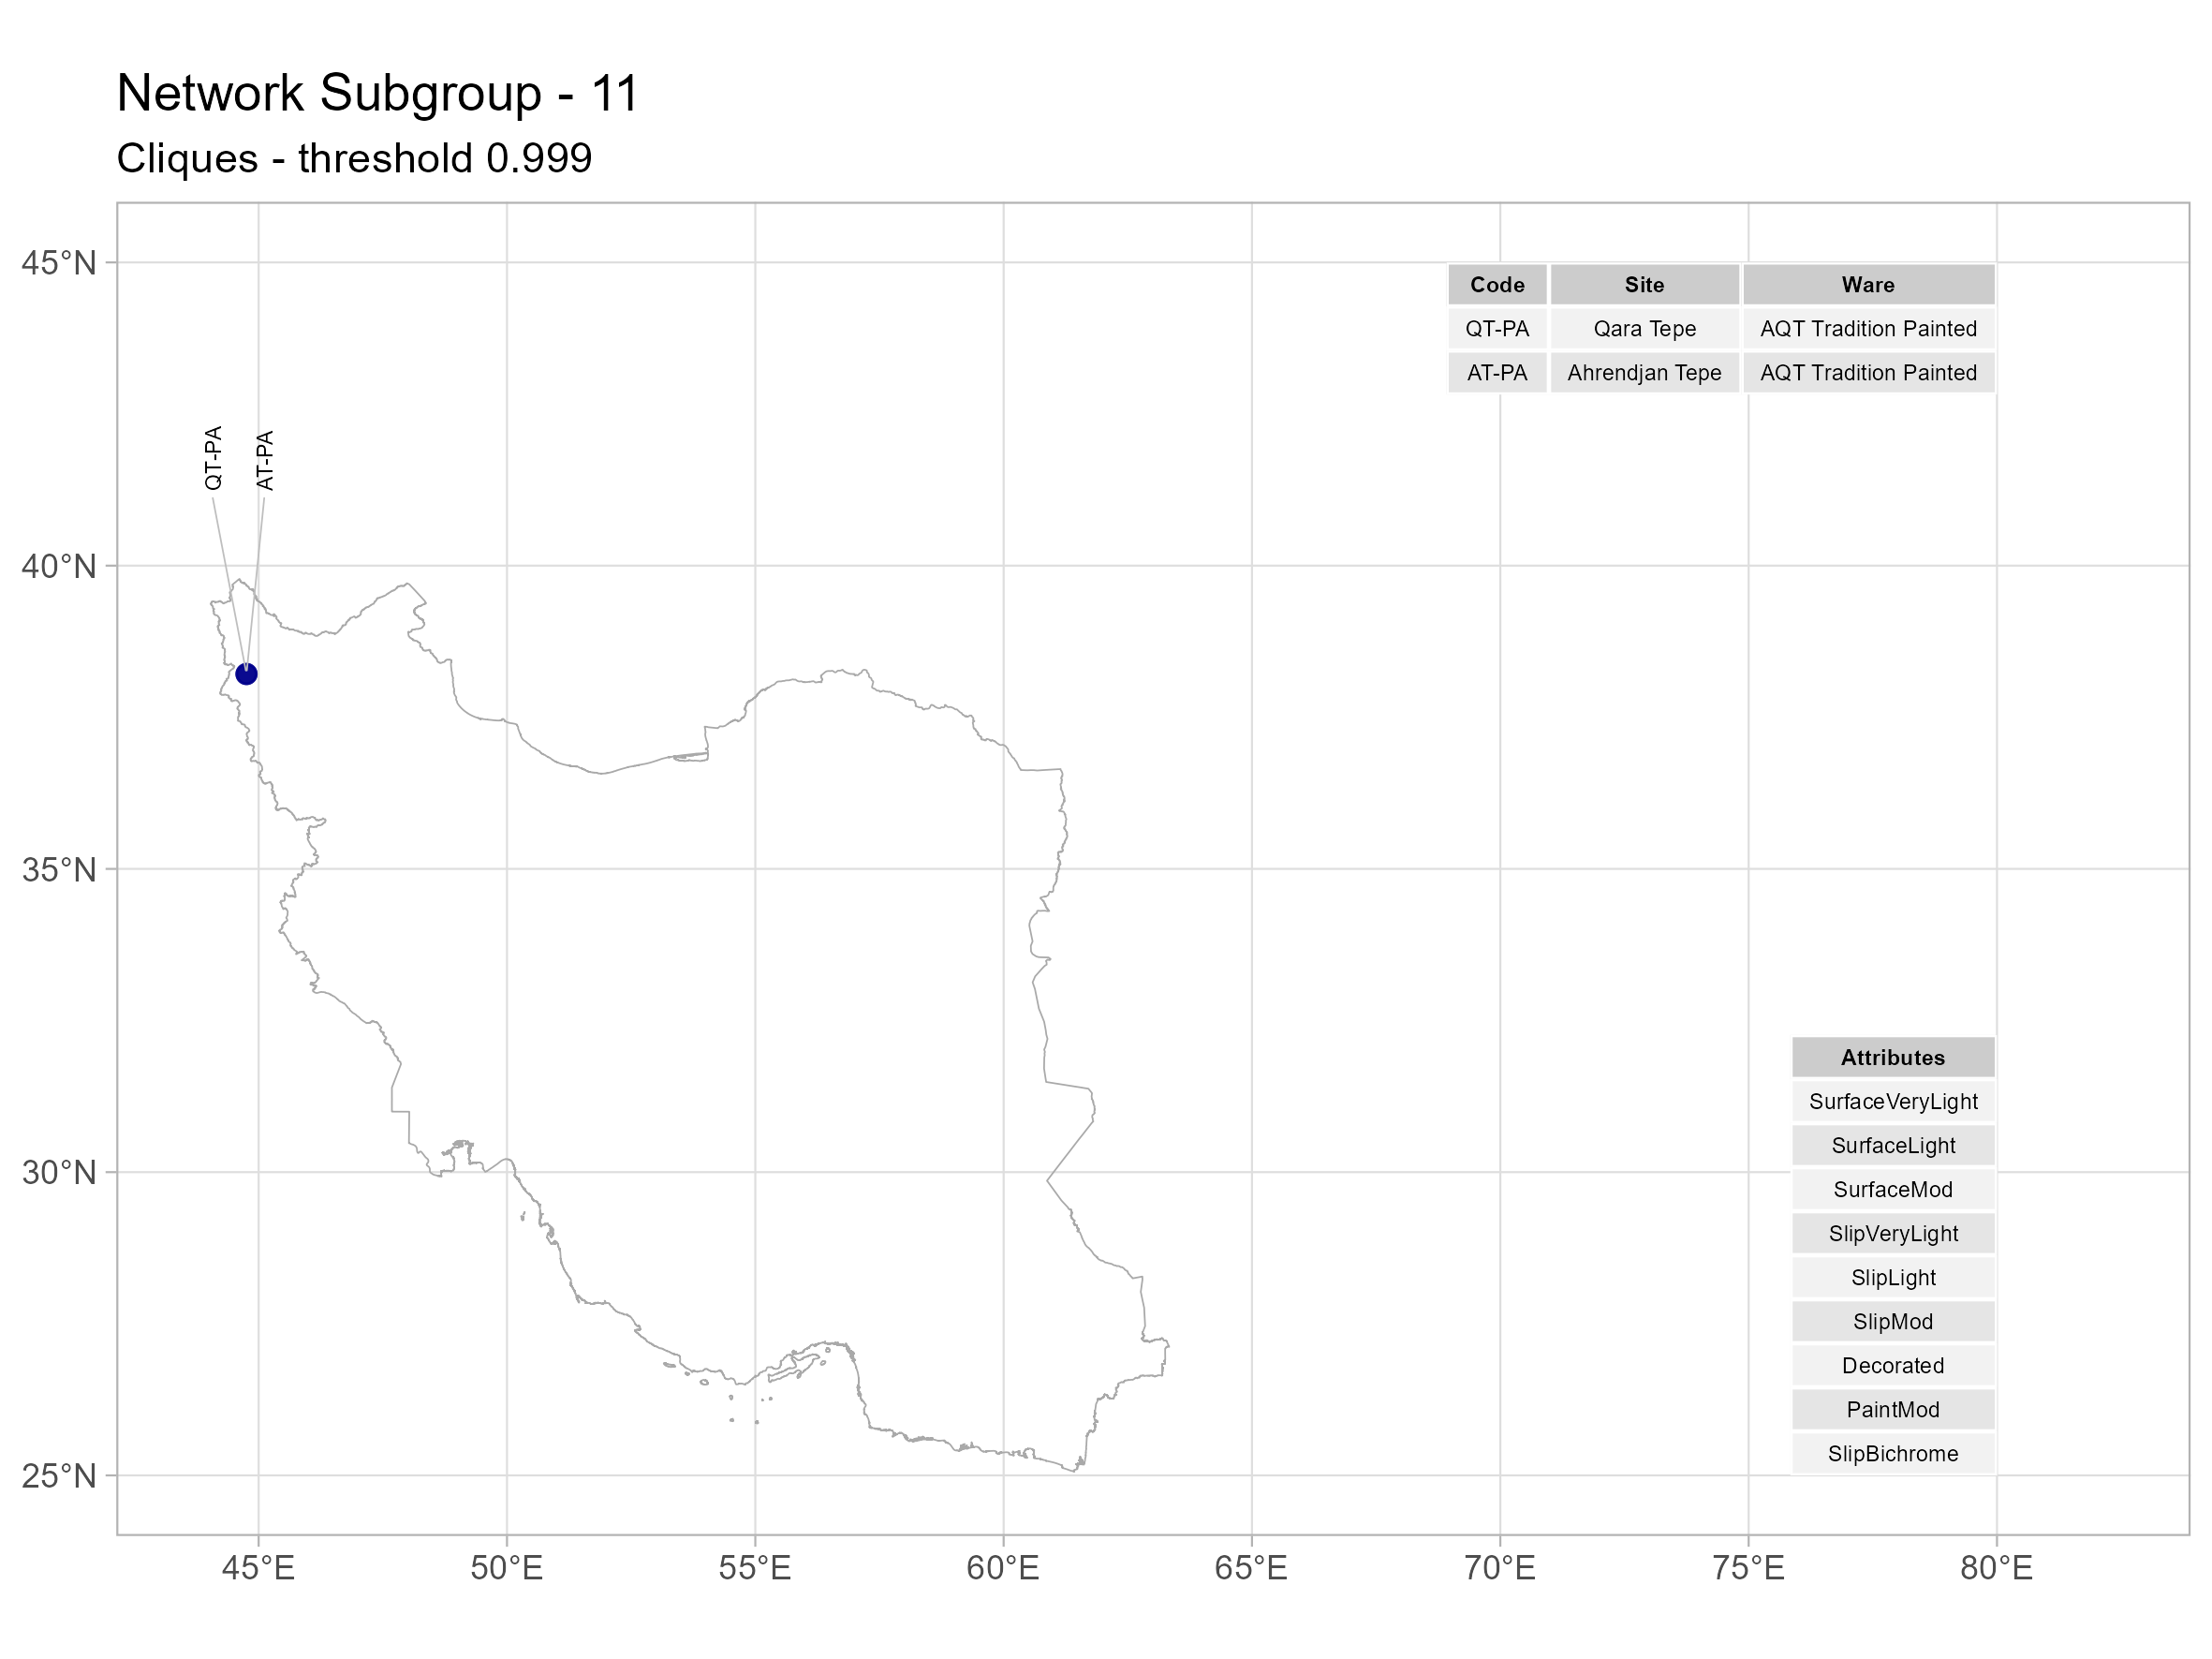 Network Subgroup - 11
Cliques - threshold 0.999
45°N
40°N
35°N
30°N
25°N
Code Site Ware
QT-PA Qara Tepe AQT Tradition Painted
AT-PA Ahrendjan Tepe AQT Tradition Painted
QT-PA
AT-PA
Attributes
SurfaceVeryLight
SurfaceLight
SurfaceMod
SlipVeryLight
SlipLight
SlipMod
Decorated
PaintMod
SlipBichrome
45°E 50°E 55°E 60°E 65°E 70°E 75°E 80°E